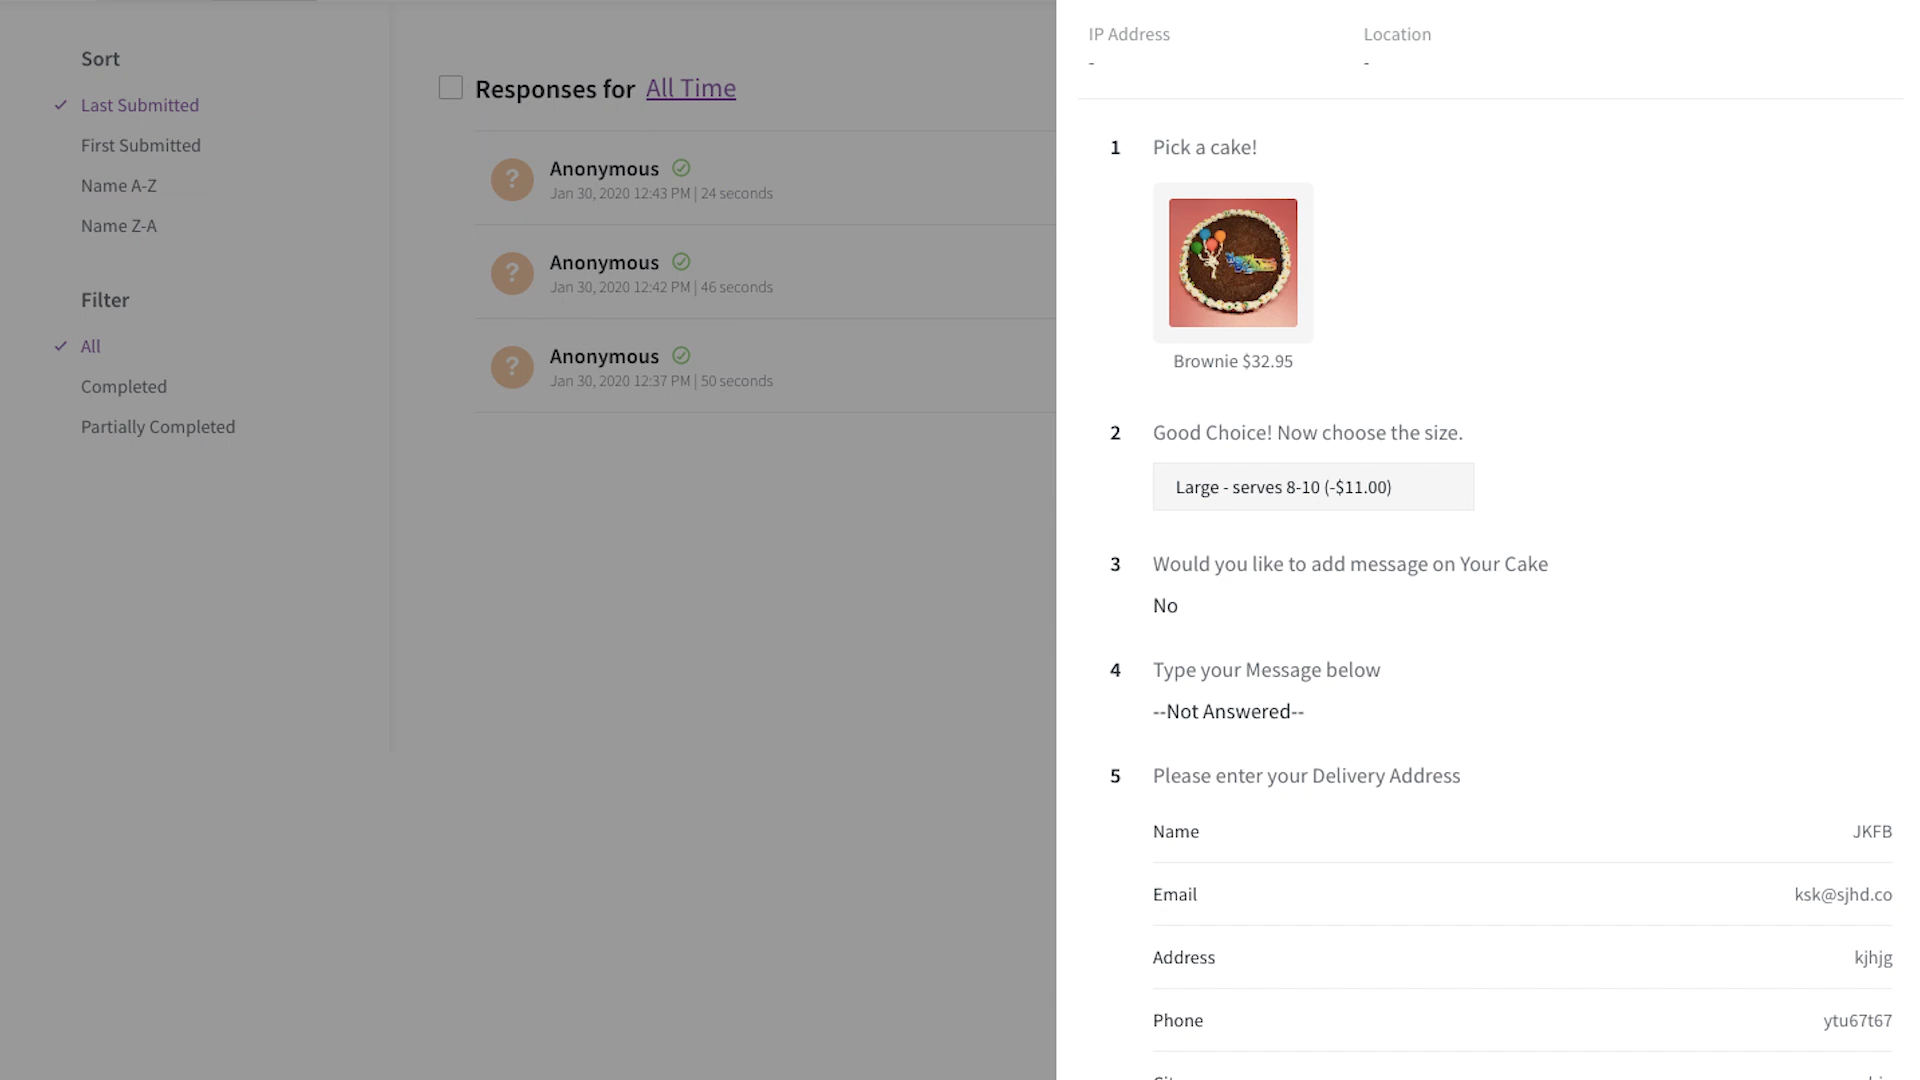 Sort
Last Submitted
First Submitted
Name A-Z
Name Z-A
Filter
All
Completed
Partially Completed
Responses for All Time
Anonymous
Jan 30, 2020 12:43 PM | 24 seconds
Anonymous
Jan 30, 2020 12:42 PM | 46 seconds
Anonymous
Jan 30, 2020 12:37 PM | 50 seconds
IP Address
-
Location
-
1 Pick a cake!
Brownie $32.95
2 Good Choice! Now choose the size.
Large - serves 8-10 (-$11.00)
3 Would you like to add message on Your Cake
No
4 Type your Message below
--Not Answered--
5 Please enter your Delivery Address
Name JKFB
Email ksk@sjhd.co
Address kjhjg
Phone ytu67t67